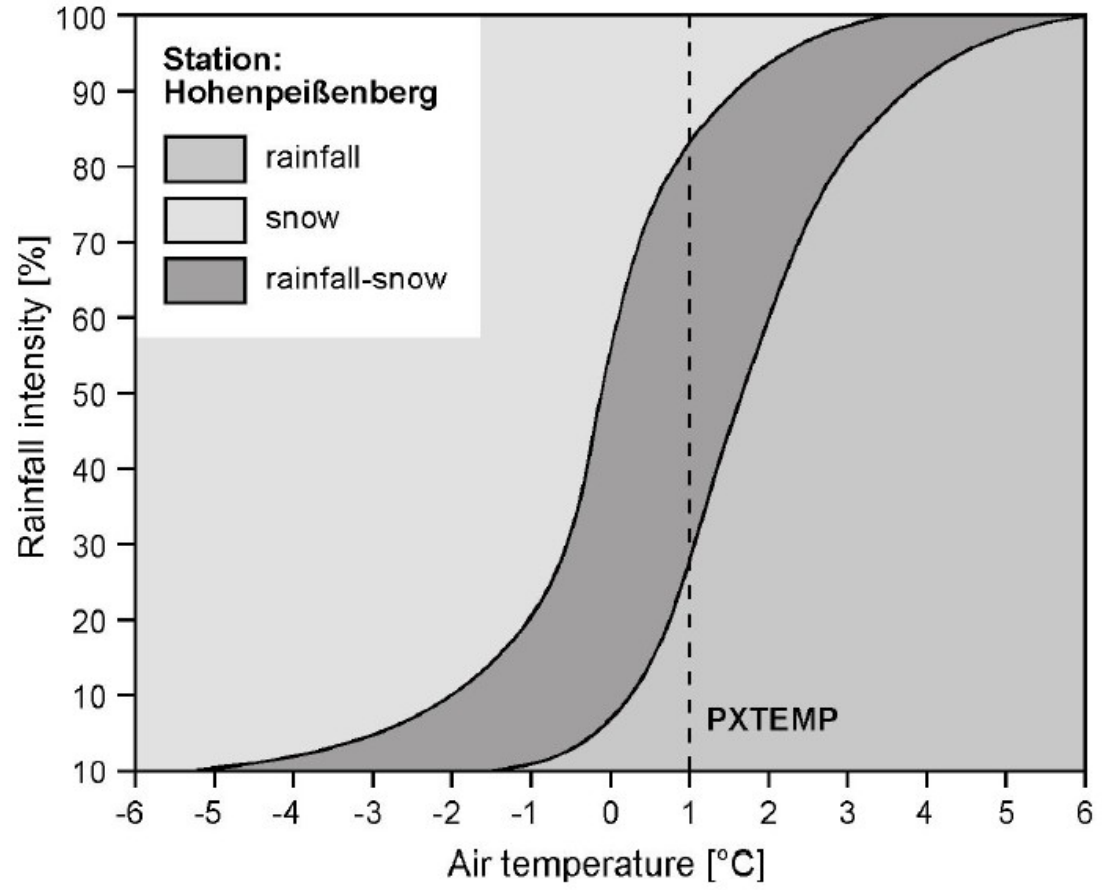 Station:
Hohenpeißenberg
rainfall
snow
rainfall-snow
Rainfall intensity [%]
100
90
80
70
60
50
40
30
20
10
10
PXTEMP
-6 -5 -4 -3 -2 -1 0 1 2 3 4 5 6
Air temperature [°C]